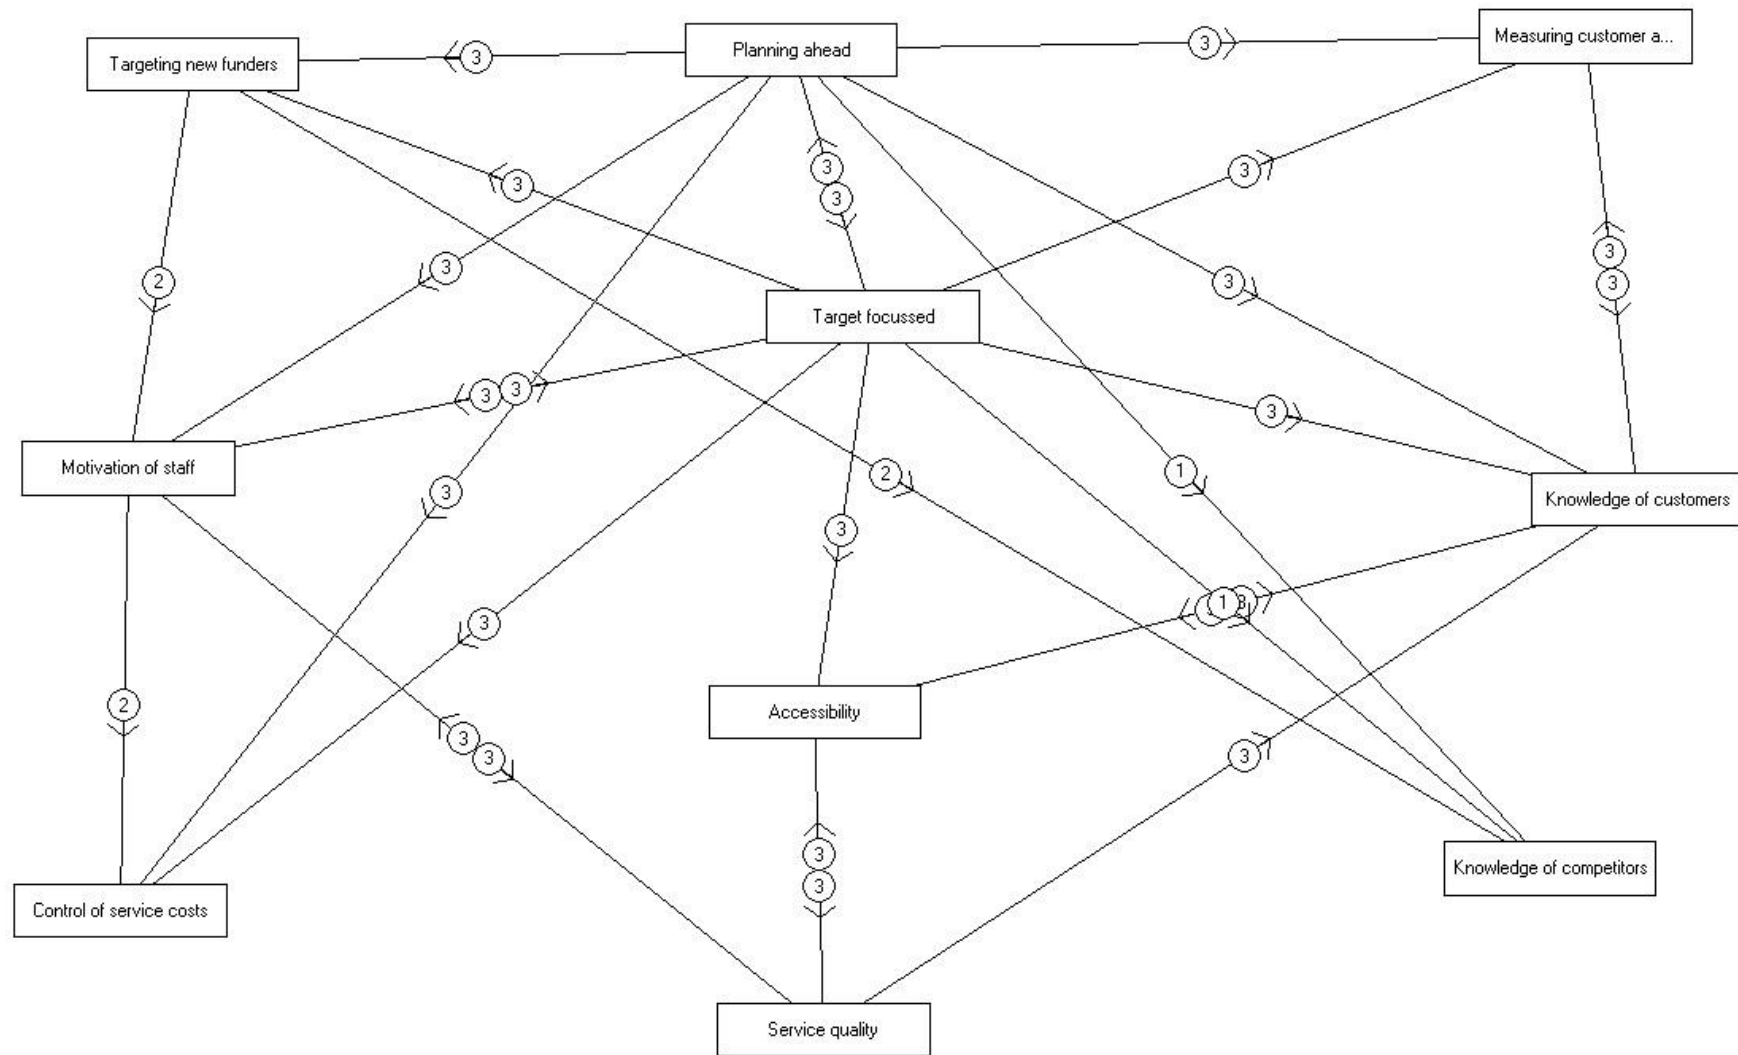 Targeting new funders
3
Planning ahead
3
Measuring customer a...
3
3
3
3
2
3
3
3
3
3
Target focussed
3
3
3
Motivation of staff
3
2
1
Knowledge of customers
3
3
1
3
2
3
3
Accessibility
3
3
3
Knowledge of competitors
Control of service costs
Service quality